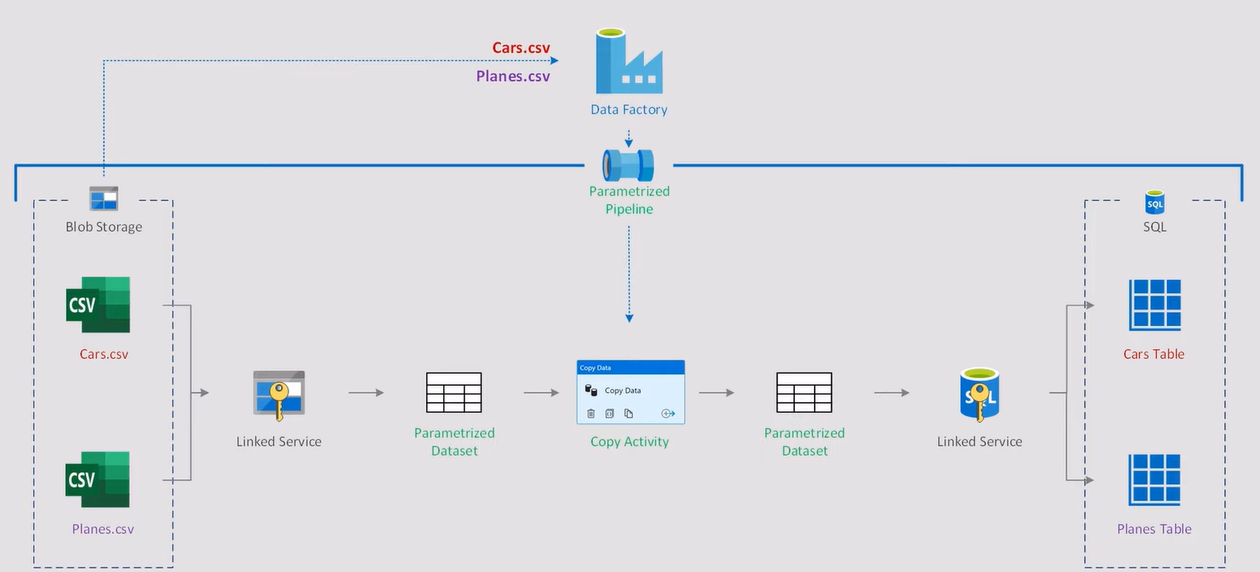 Cars.csv
Planes.csv
Data Factory
Parametrized
Pipeline
Blob Storage
SQL
CSV
Cars.csv
Cars Table
Copy Data
Copy Data
SQL
Linked Service
Parametrized
Dataset
Copy Activity
Parametrized
Dataset
Linked Service
CSV
Planes.csv
Planes Table
SQL